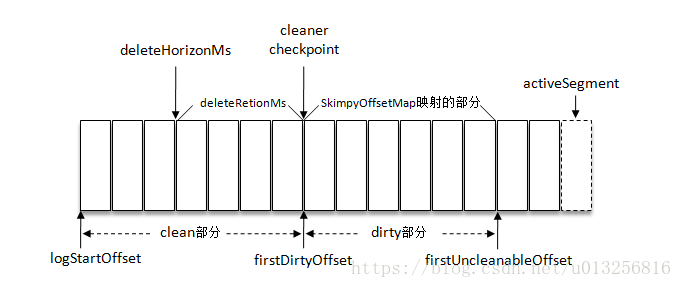 cleaner
checkpoint
deleteHorizonMs
activeSegment
deleteRetionMs
SkimpyOffsetMap映射的部分
clean部分
dirty部分
logStartOffset
firstDirtyOffset
firstUncleanableOffset
https://blog.csdn.net/u013256816